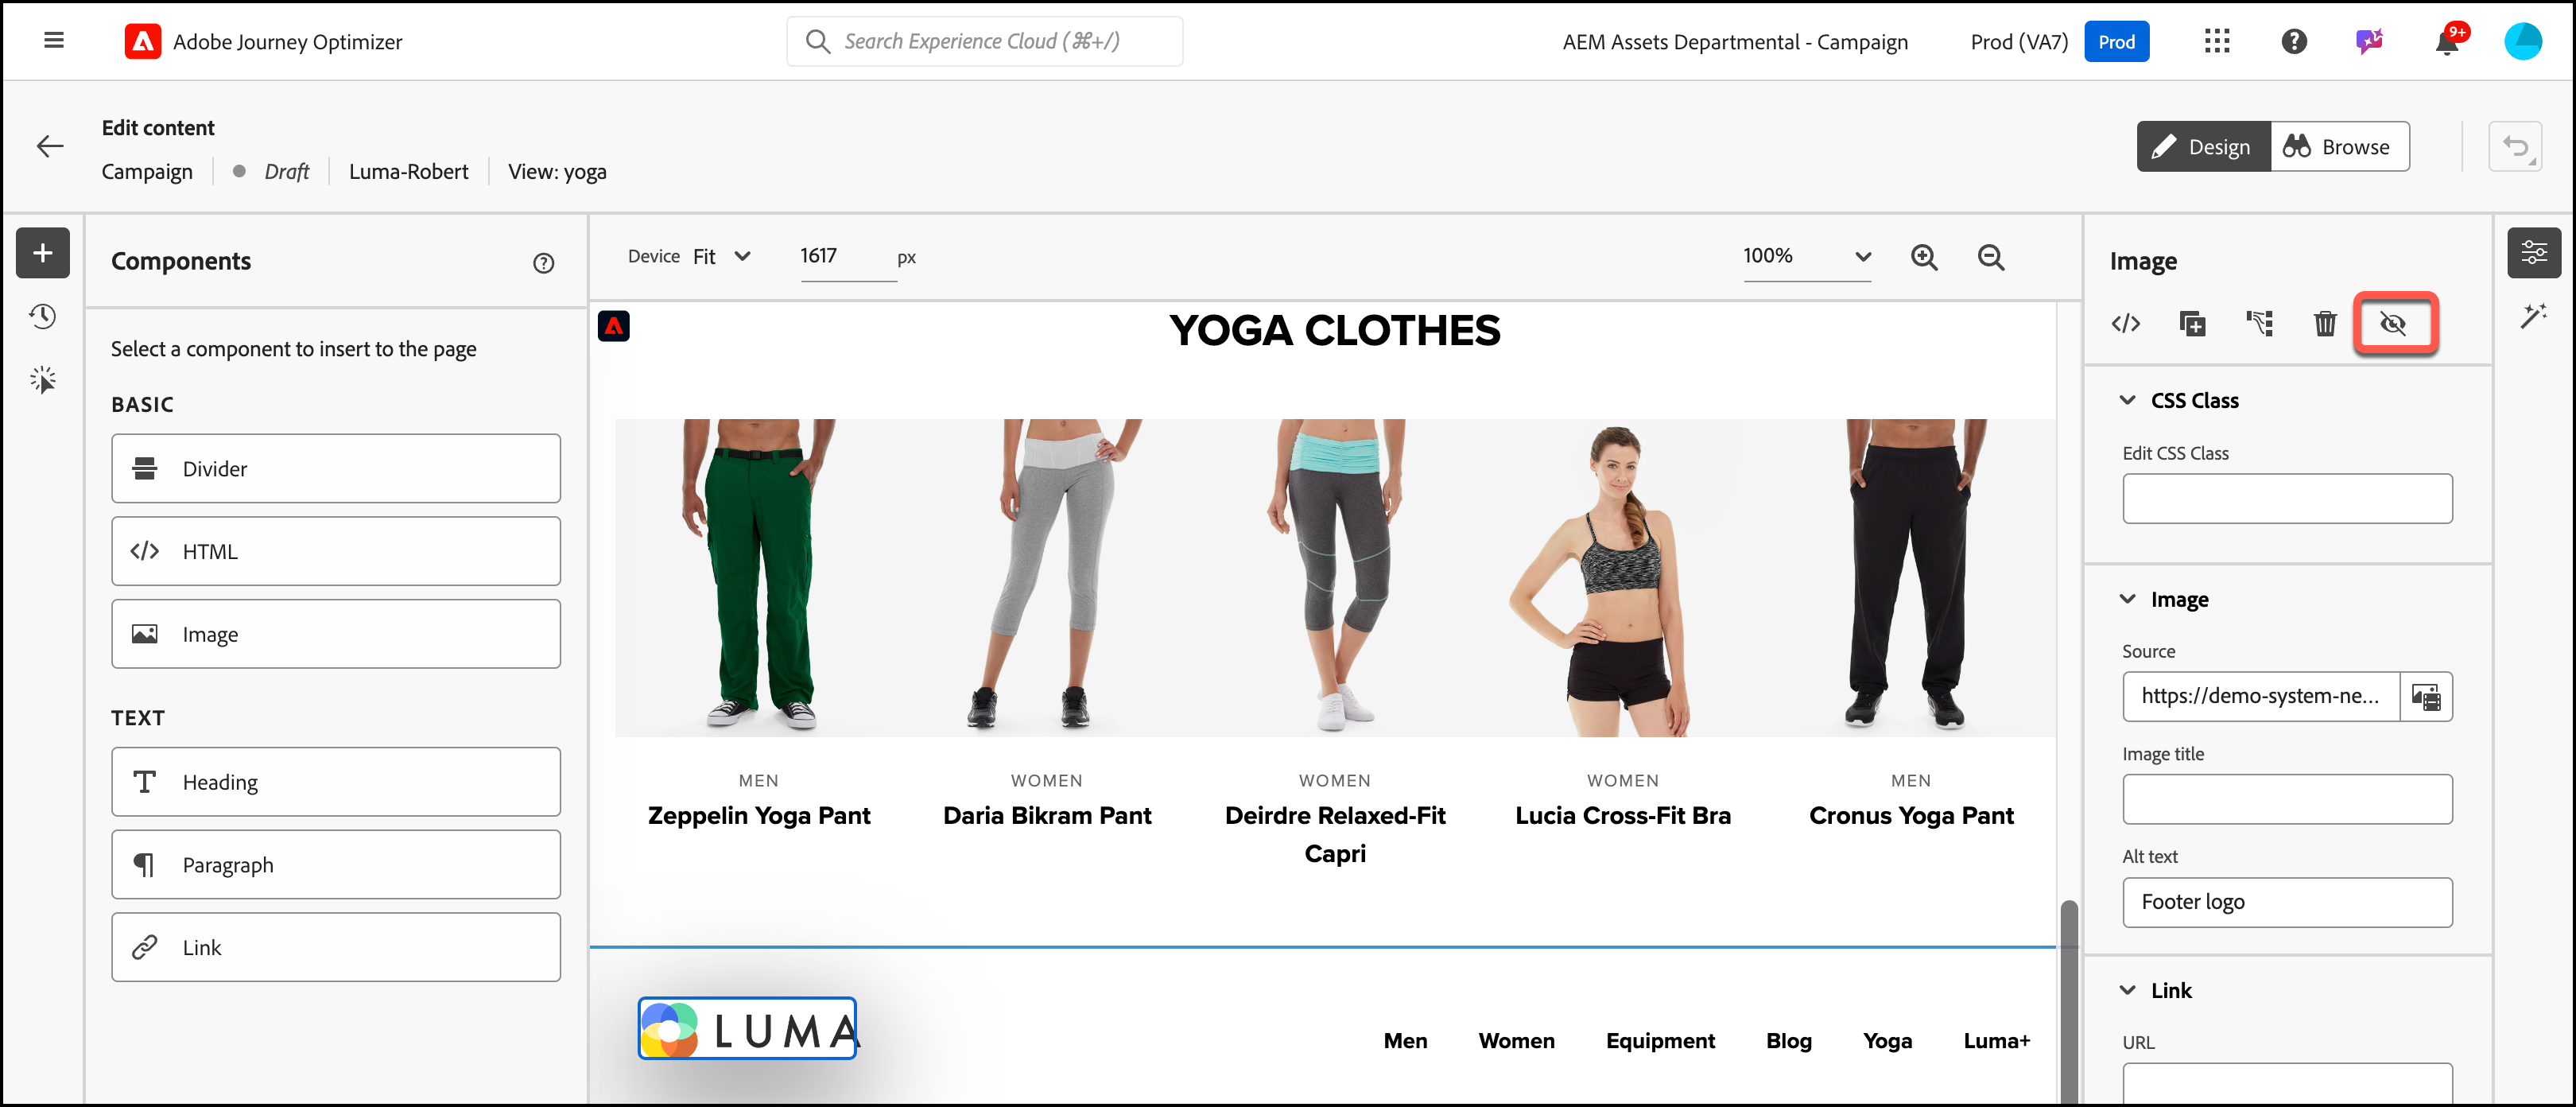 Adobe Journey Optimizer
Search Experience Cloud (⌘+/)
AEM Assets Departmental - Campaign
Prod (VA7)
Prod
9+
Edit content
Campaign
Draft
Luma-Robert
View: yoga
Design
Browse
Components
Select a component to insert to the page
BASIC
Divider
HTML
Image
TEXT
Heading
Paragraph
Link
Device Fit
1617 px
100%
YOGA CLOTHES
MEN
Zeppelin Yoga Pant
WOMEN
Daria Bikram Pant
WOMEN
Deirdre Relaxed-Fit
Capri
WOMEN
Lucia Cross-Fit Bra
MEN
Cronus Yoga Pant
LUMA
Men
Women
Equipment
Blog
Yoga
Luma+
Image
CSS Class
Edit CSS Class
Image
Source
https://demo-system-ne...
Image title
Alt text
Footer logo
Link
URL